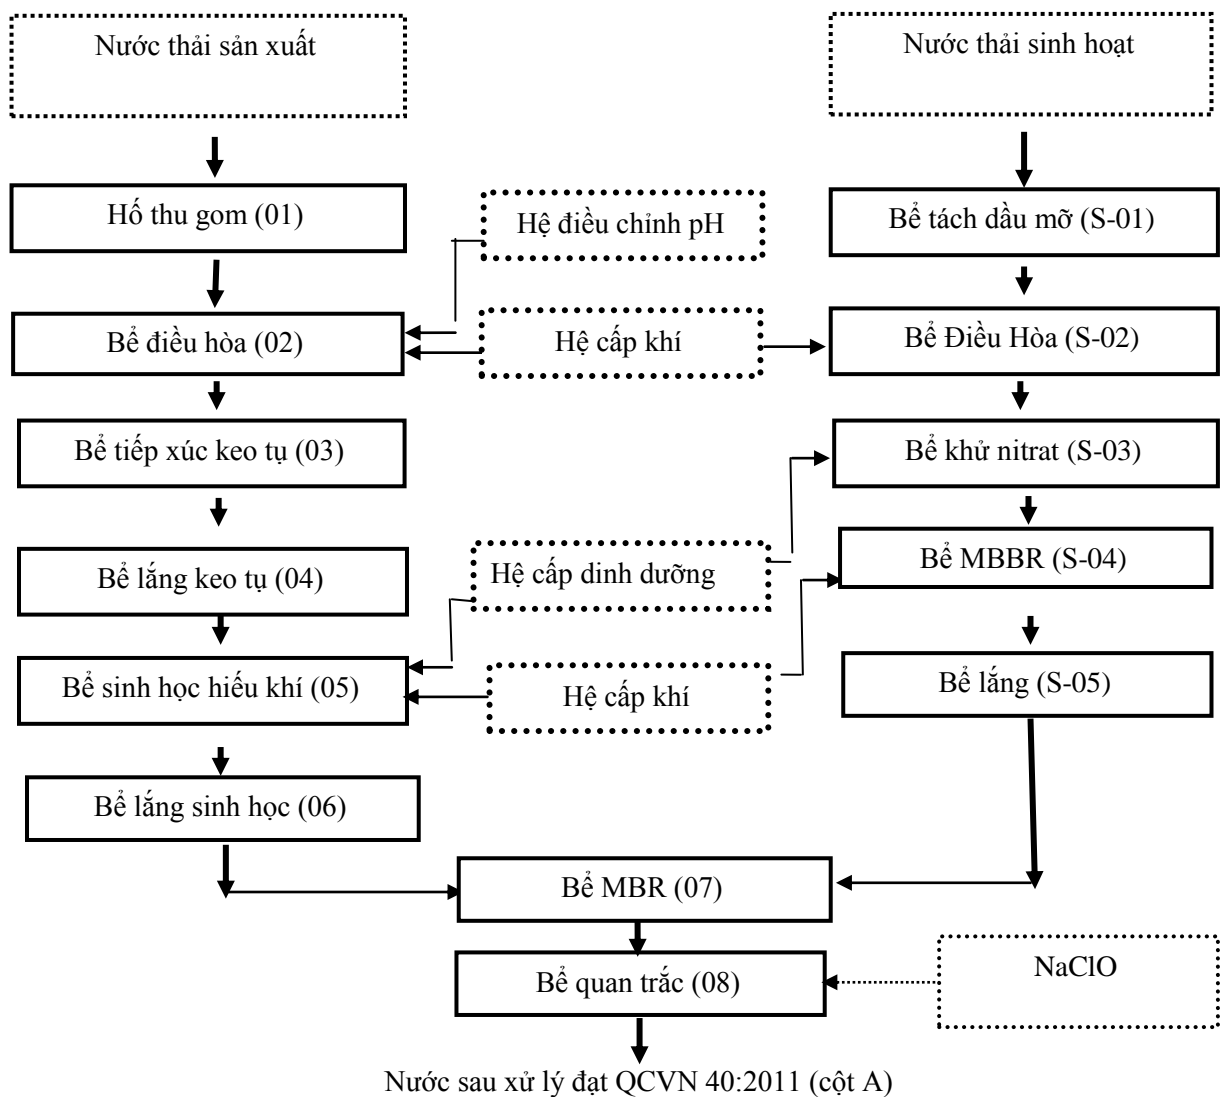 Nước thải sản xuất
Nước thải sinh hoạt
Hố thu gom (01)
Hệ điều chỉnh pH
Bể tách dầu mỡ (S-01)
Bể điều hòa (02)
Hệ cấp khí
Bể Điều Hòa (S-02)
Bể tiếp xúc keo tụ (03)
Bể khử nitrat (S-03)
Bể lắng keo tụ (04)
Hệ cấp dinh dưỡng
Bể MBBR (S-04)
Bể sinh học hiếu khí (05)
Hệ cấp khí
Bể lắng (S-05)
Bể lắng sinh học (06)
Bể MBR (07)
Bể quan trắc (08)
NaClO
Nước sau xử lý đạt QCVN 40:2011 (cột A)